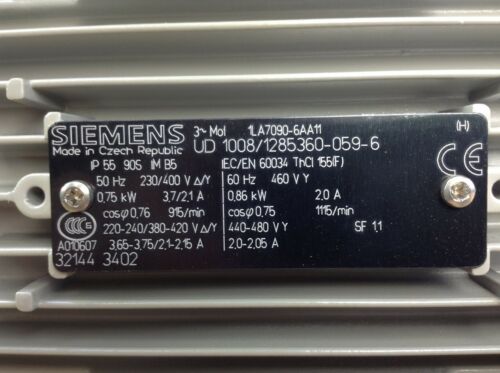 SIEMENS 3~ Mot 1LA7090-6AA11 (H)
Made in Czech Republic UD 1008/1285360-059-6
IP 55 90S IM B5 IEC/EN 60034 ThCl 155(F) CE
50 Hz 230/400 V Δ/Y 60 Hz 460 V Y
0,75 kW 3,7/2,1 A 0,86 kW 2,0 A
cosφ 0,76 915/min cosφ 0,75 1115/min
220-240/380-420 V Δ/Y 440-480 V Y SF 1,1
A010607 3,65-3,75/2,1-2,15 A 2,0-2,05 A
32144 3402